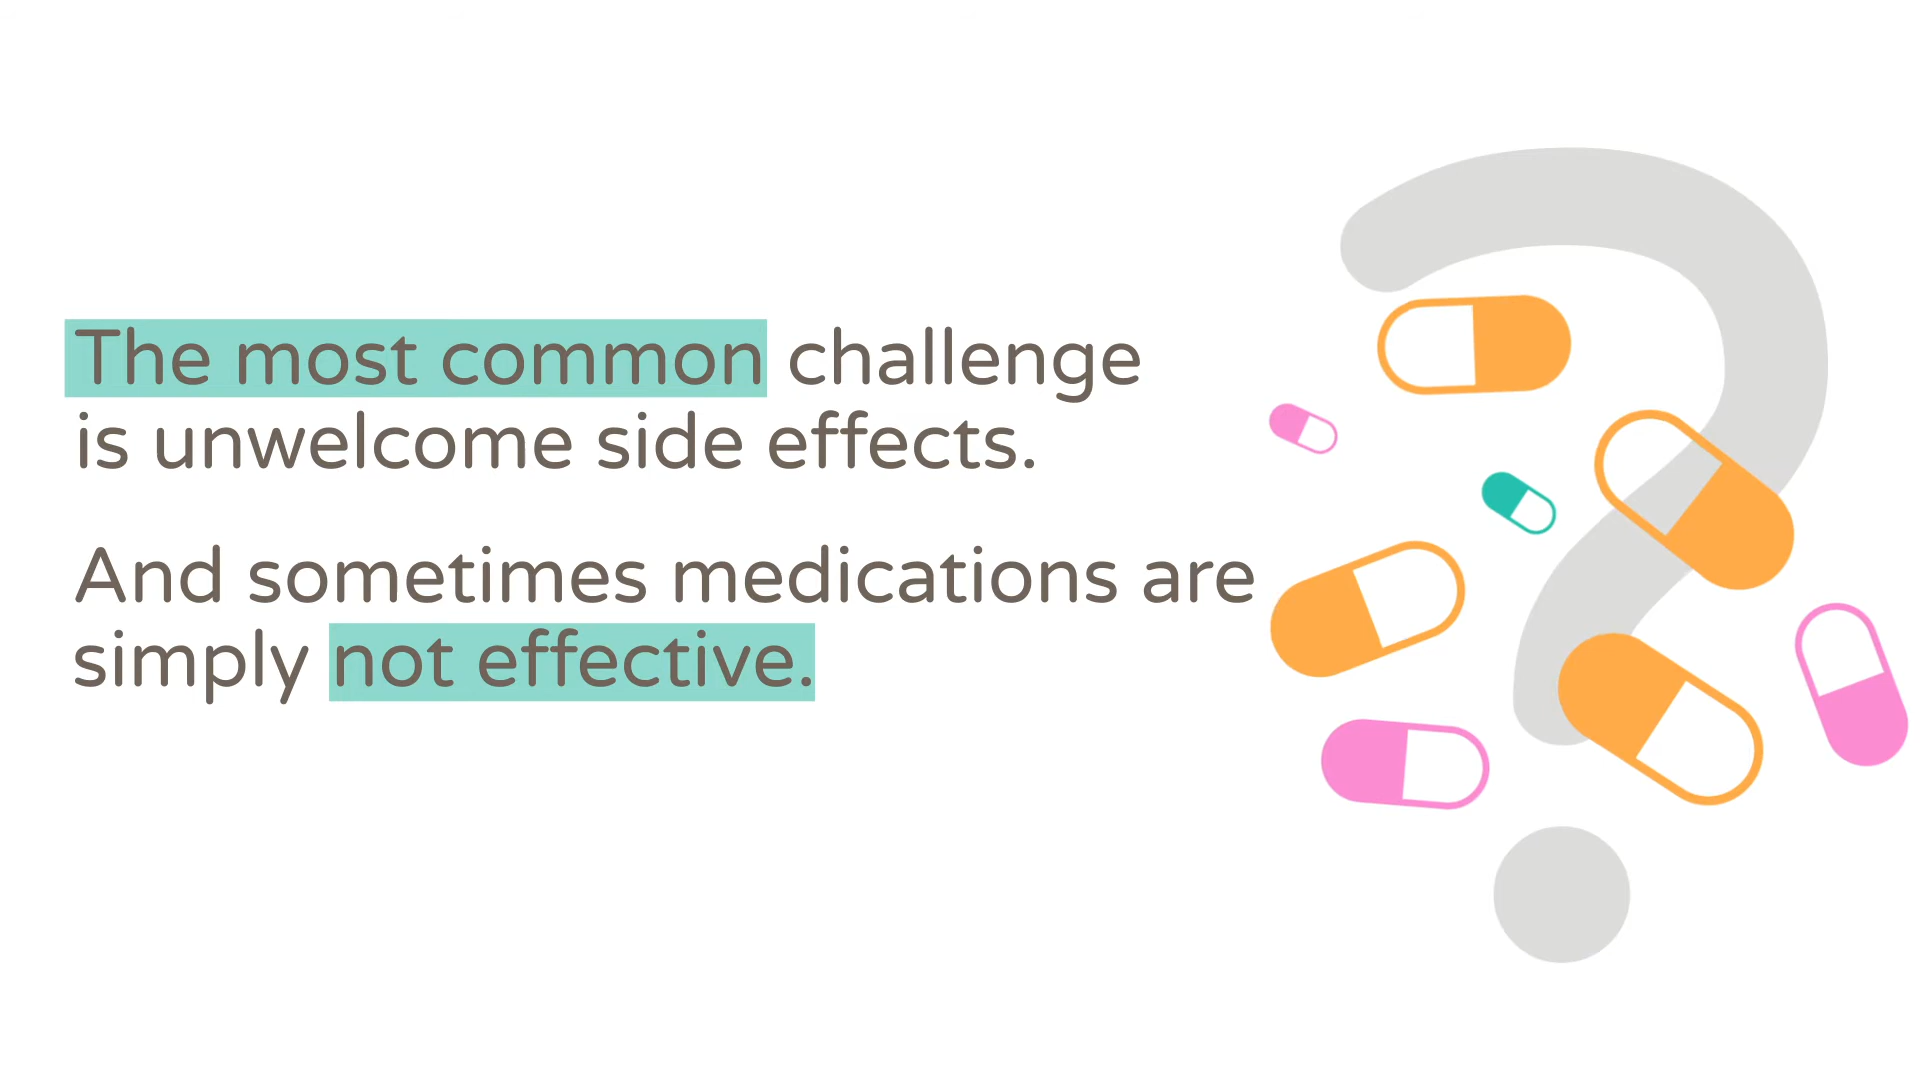 The most common challenge
is unwelcome side effects.
And sometimes medications are
simply not effective.